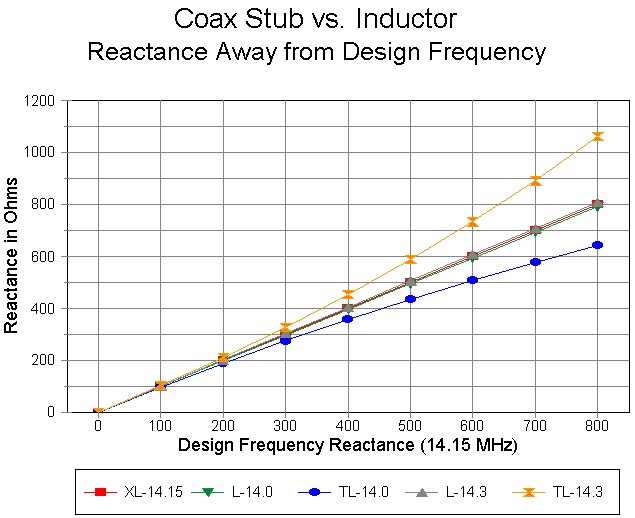 Coax Stub vs. Inductor
Reactance Away from Design Frequency
Reactance in Ohms
1200
1000
800
600
400
200
0
0 100 200 300 400 500 600 700 800
Design Frequency Reactance (14.15 MHz)
XL-14.15 L-14.0 TL-14.0 L-14.3 TL-14.3